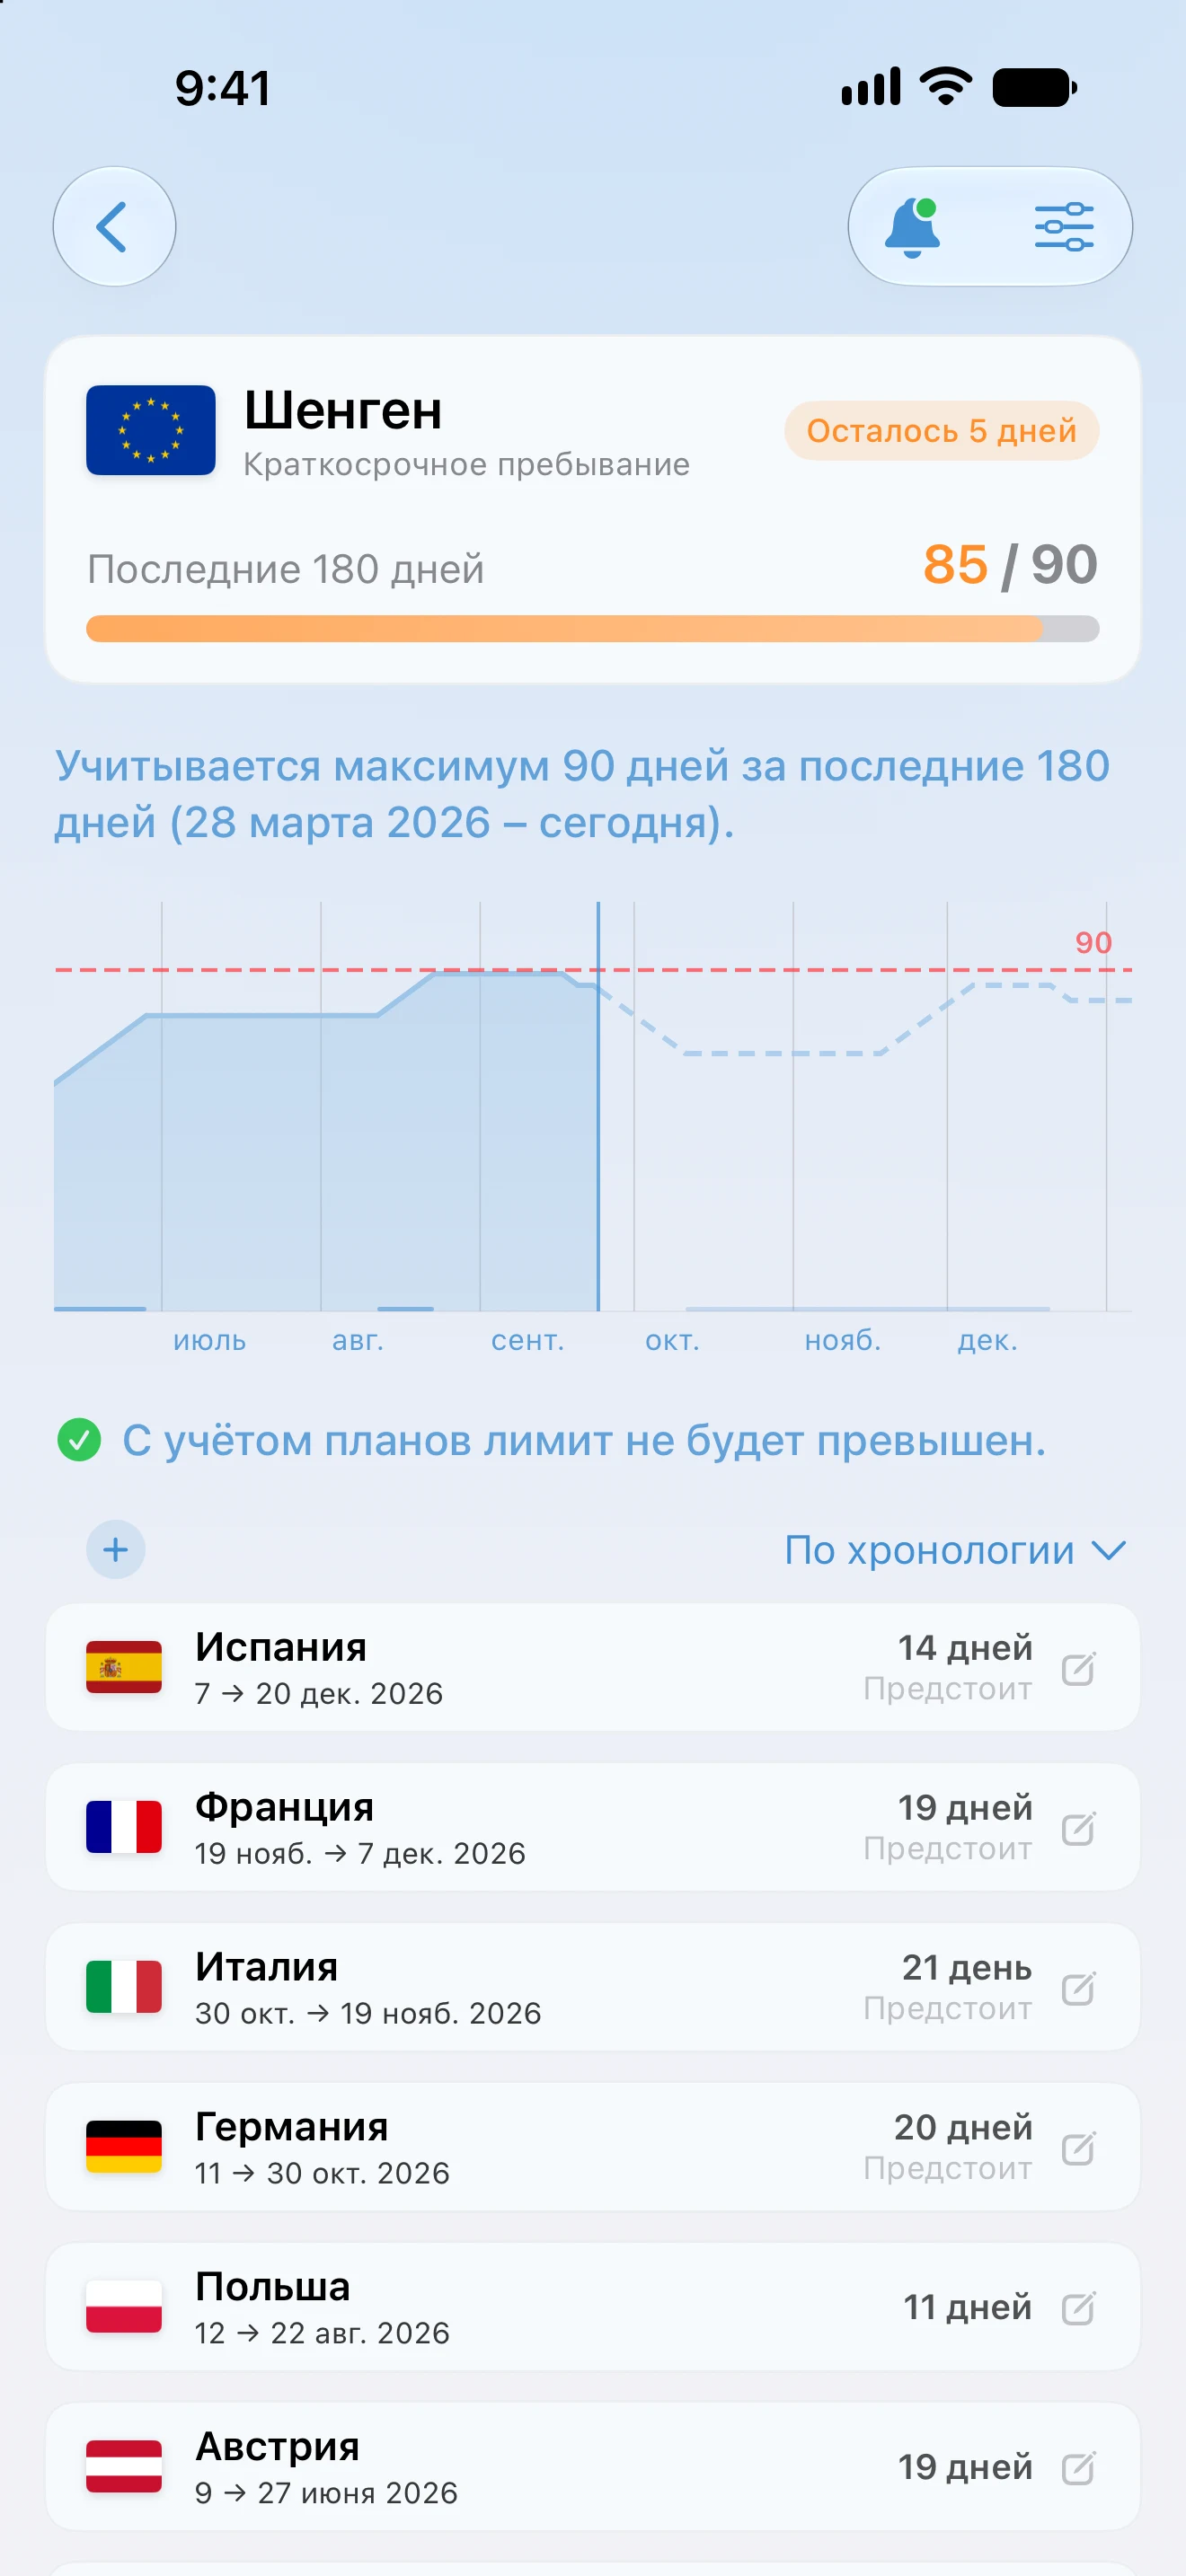 9:41
Шенген
Краткосрочное пребывание
Осталось 5 дней
Последние 180 дней
85 / 90
Учитывается максимум 90 дней за последние 180
дней (28 марта 2026 – сегодня).
90
июль авг. сент. окт. нояб. дек.
С учётом планов лимит не будет превышен.
По хронологии
Испания
7 → 20 дек. 2026
14 дней
Предстоит
Франция
19 нояб. → 7 дек. 2026
19 дней
Предстоит
Италия
30 окт. → 19 нояб. 2026
21 день
Предстоит
Германия
11 → 30 окт. 2026
20 дней
Предстоит
Польша
12 → 22 авг. 2026
11 дней
Австрия
9 → 27 июня 2026
19 дней